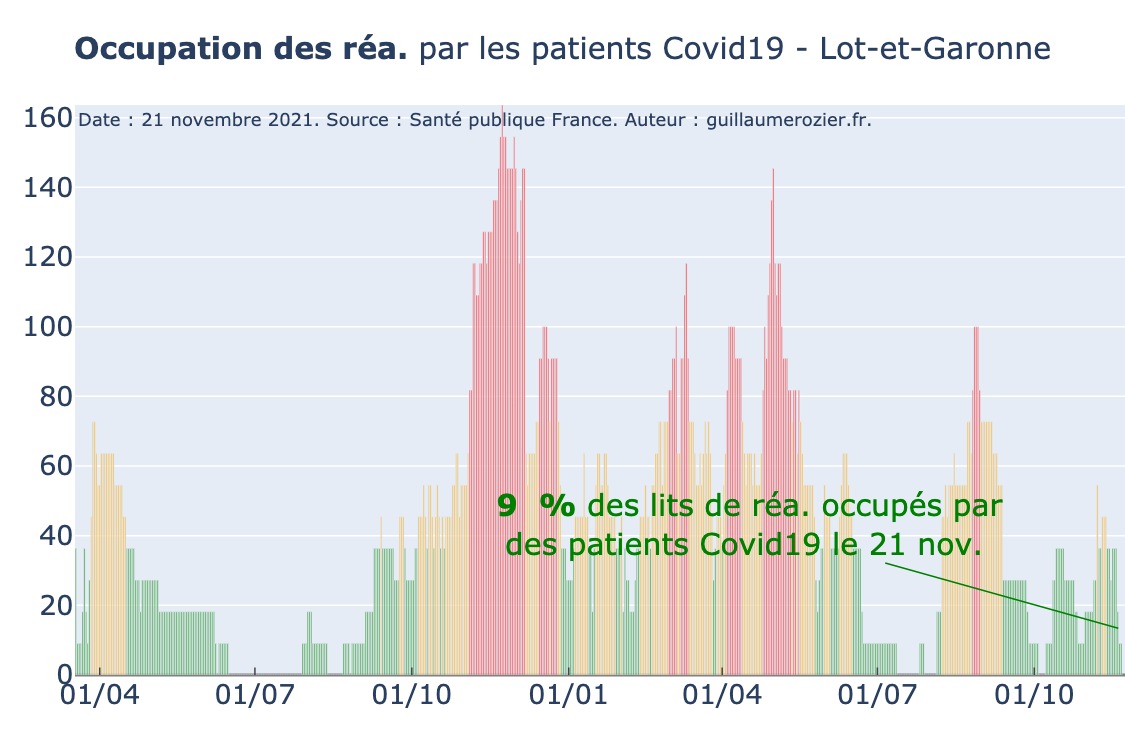 Occupation des réa. par les patients Covid19 - Lot-et-Garonne
160
Date : 21 novembre 2021. Source : Santé publique France. Auteur : guillaumerozier.fr.
140
120
100
80
60
9 % des lits de réa. occupés par
des patients Covid19 le 21 nov.
40
20
0
01/04 01/07 01/10 01/01 01/04 01/07 01/10